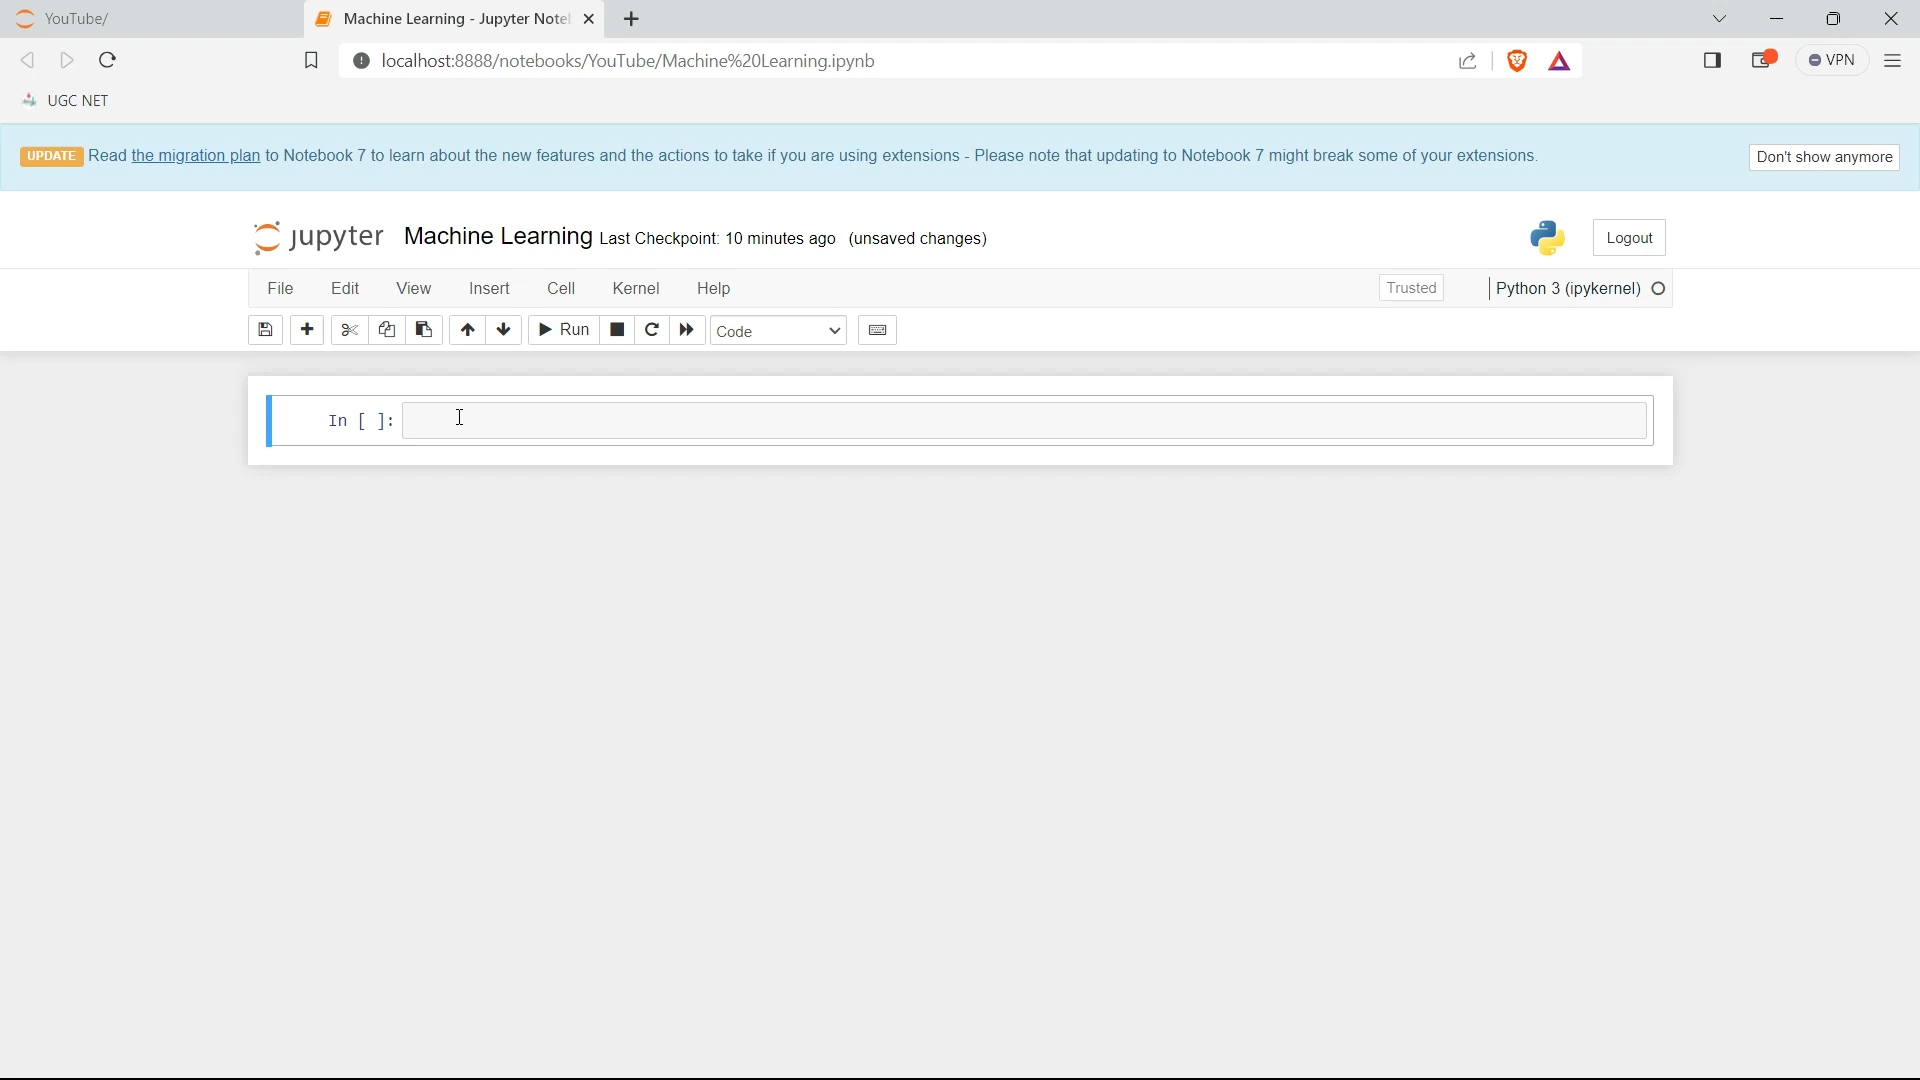 YouTube/
Machine Learning - Jupyter Note
localhost:8888/notebooks/YouTube/Machine%20Learning.ipynb
VPN
UGC NET
UPDATE Read the migration plan to Notebook 7 to learn about the new features and the actions to take if you are using extensions - Please note that updating to Notebook 7 might break some of your extensions.
Don't show anymore
jupyter Machine Learning Last Checkpoint: 10 minutes ago (unsaved changes)
Logout
File Edit View Insert Cell Kernel Help
Trusted
Python 3 (ipykernel)
Run
Code
In [ ]: